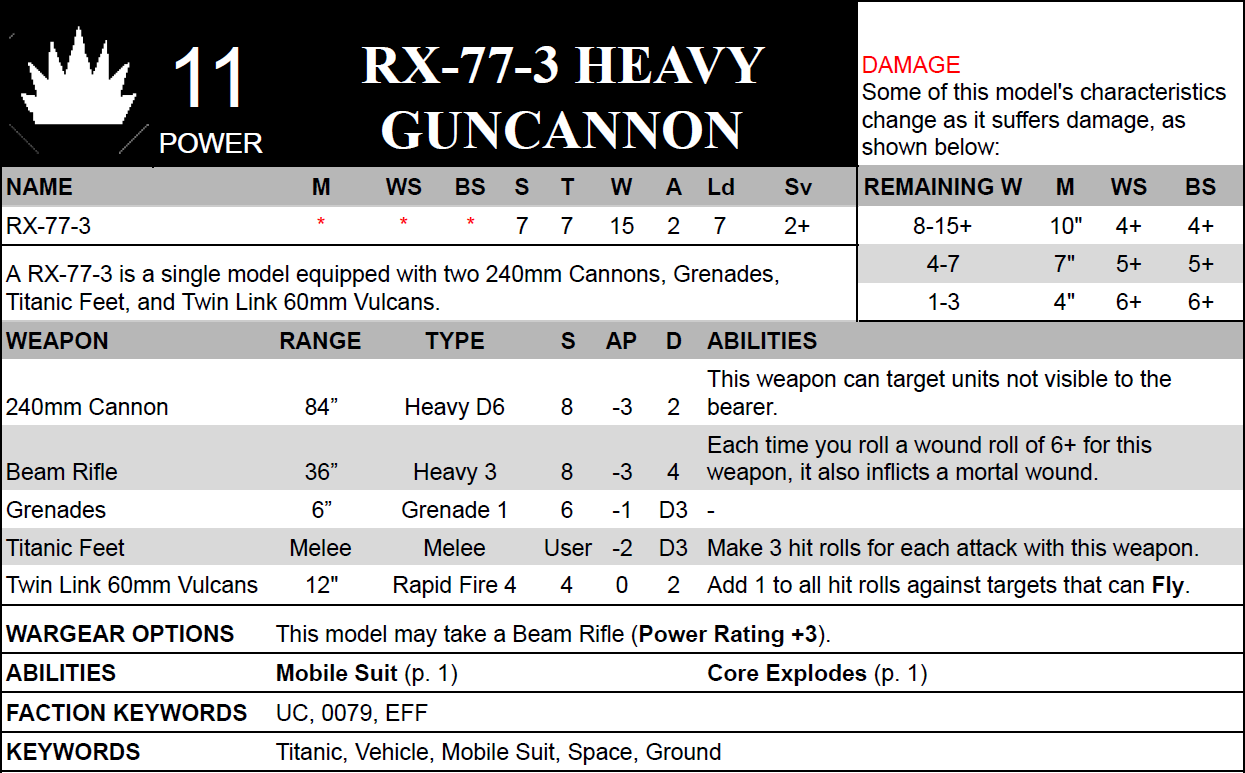 11
POWER
RX-77-3 HEAVY
GUNCANNON
DAMAGE
Some of this model's characteristics
change as it suffers damage, as
shown below:
NAME M WS BS S T W A Ld Sv
RX-77-3 * * * 7 7 15 2 7 2+
A RX-77-3 is a single model equipped with two 240mm Cannons, Grenades,
Titanic Feet, and Twin Link 60mm Vulcans.
REMAINING W M WS BS
8-15+ 10" 4+ 4+
4-7 7" 5+ 5+
1-3 4" 6+ 6+
WEAPON RANGE TYPE S AP D ABILITIES
This weapon can target units not visible to the
240mm Cannon 84” Heavy D6 8 -3 2 bearer.
Each time you roll a wound roll of 6+ for this
Beam Rifle 36” Heavy 3 8 -3 4 weapon, it also inflicts a mortal wound.
Grenades 6” Grenade 1 6 -1 D3 -
Titanic Feet Melee Melee User -2 D3 Make 3 hit rolls for each attack with this weapon.
Twin Link 60mm Vulcans 12" Rapid Fire 4 4 0 2 Add 1 to all hit rolls against targets that can Fly.
WARGEAR OPTIONS This model may take a Beam Rifle (Power Rating +3).
ABILITIES Mobile Suit (p. 1) Core Explodes (p. 1)
FACTION KEYWORDS UC, 0079, EFF
KEYWORDS Titanic, Vehicle, Mobile Suit, Space, Ground